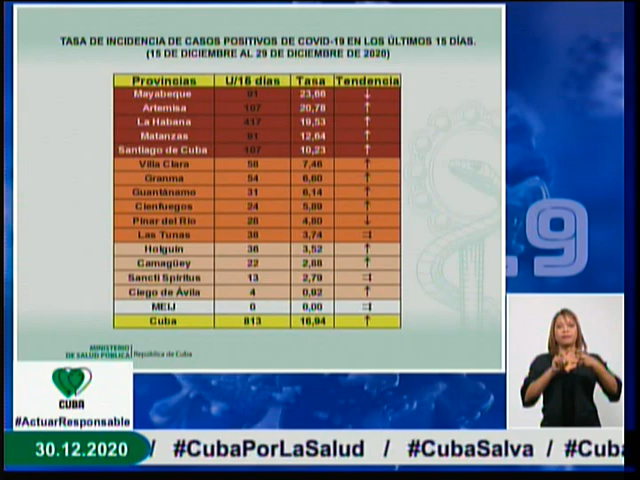 TASA DE INCIDENCIA DE CASOS POSITIVOS DE COVID-19 EN LOS ÚLTIMOS 15 DÍAS.
(15 DE DICIEMBRE AL 29 DE DICIEMBRE DE 2020)
Provincias U/15 días Tasa Tendencia
Mayabeque 91 23,86 ↓
Artemisa 107 20,78 ↑
La Habana 417 19,53 ↑
Matanzas 91 12,64 ↑
Santiago de Cuba 107 10,23 ↑
Villa Clara 58 7,46 ↑
Granma 54 6,60 ↑
Guantánamo 31 6,14 ↑
Cienfuegos 24 5,89 ↑
Pinar del Río 28 4,80 ↓
Las Tunas 38 3,74
Holguín 36 3,52 ↑
Camagüey 22 2,88 ↑
Sancti Spíritus 13 2,79
Ciego de Ávila 4 0,92 ↑
MEIJ 0 0,00
Cuba 813 ↑
MINISTERIO
DE SALUD PÚBLICA República de Cuba
19
CUBA
#ActuarResponsable
30.12.2020 / #CubaPorLaSalud / #CubaSalva / #Cuba